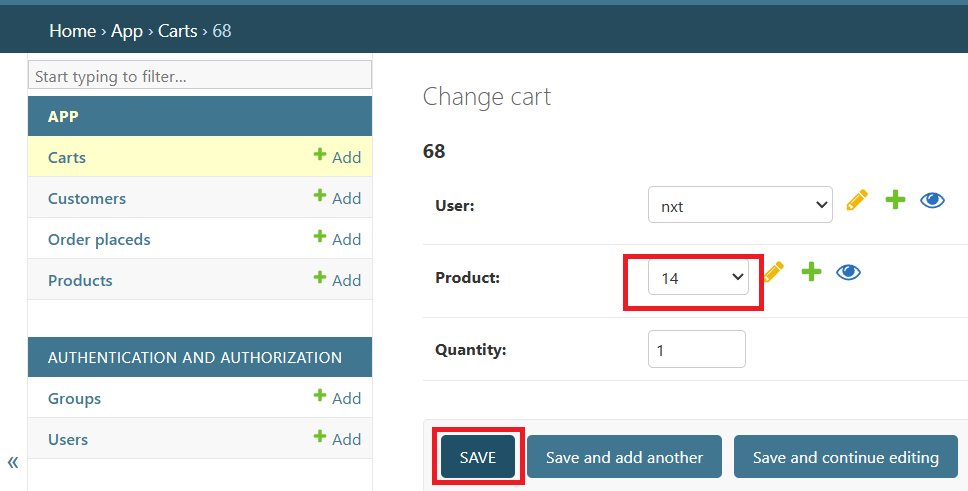 Home › App › Carts › 68
Start typing to filter...
APP
Carts + Add
Customers + Add
Order placeds + Add
Products + Add
AUTHENTICATION AND AUTHORIZATION
Groups + Add
Users + Add
«
Change cart
68
User: nxt
Product: 14
Quantity: 1
SAVE Save and add another Save and continue editing